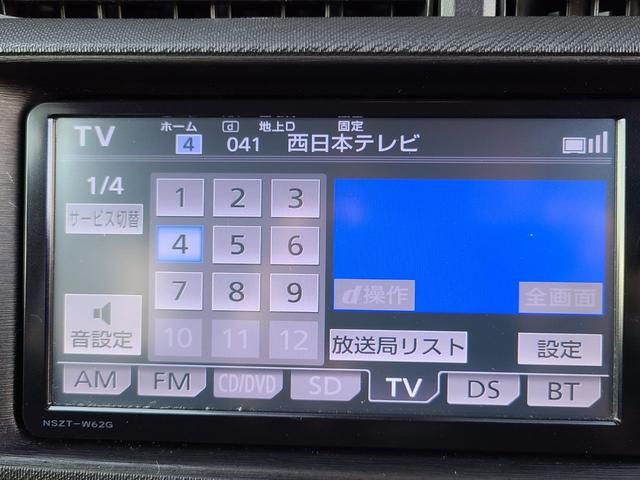 TV ホーム d 地上D 固定
4 041 西日本テレビ
1/4
サービス切替
1 2 3
4 5 6
7 8 9
10 11 12
d操作 全画面
音設定
放送局リスト 設定
AM FM CD/DVD SD TV DS BT
NSZT-W62G